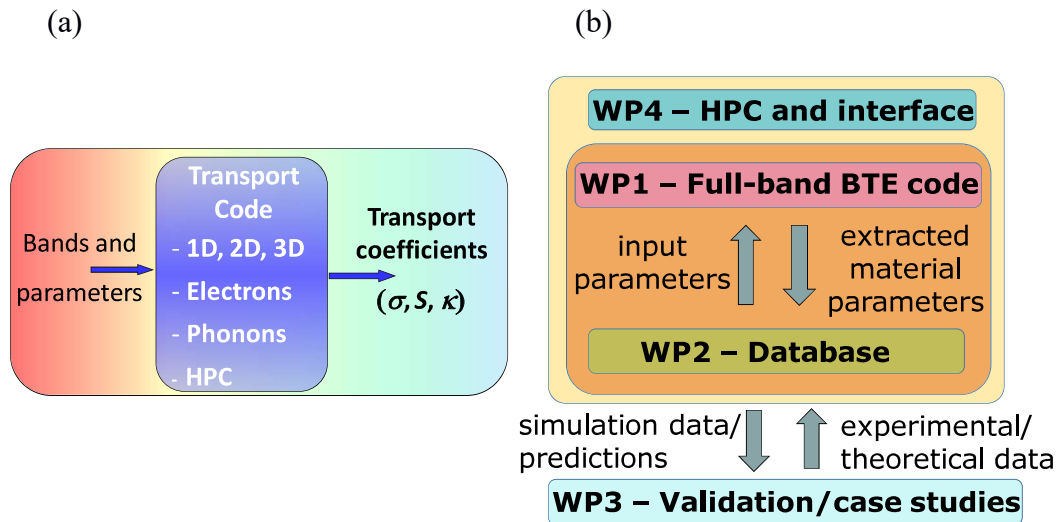 (a)
Bands and
parameters
Transport
Code
- 1D, 2D, 3D
- Electrons
- Phonons
- HPC
Transport
coefficients
(σ, S, κ)
(b)
WP4 – HPC and interface
WP1 – Full-band BTE code
input
parameters
extracted
material
parameters
WP2 – Database
simulation data/
predictions
experimental/
theoretical data
WP3 – Validation/case studies